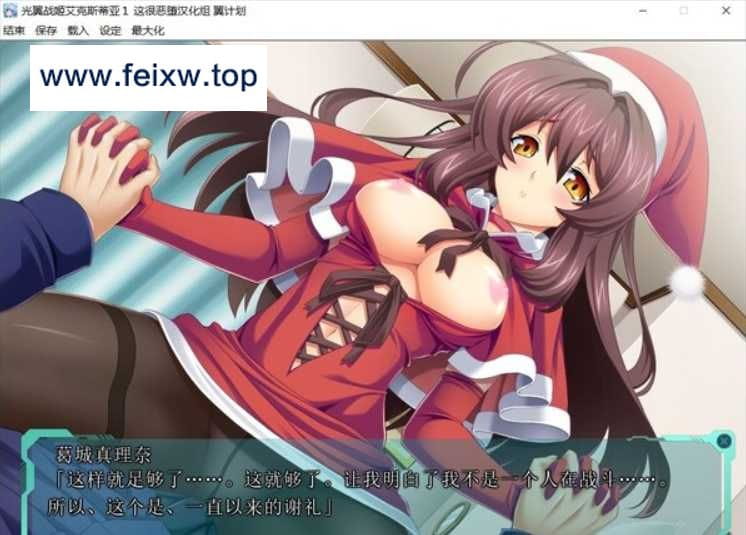 光翼战姬艾克斯蒂亚1 这很恶堕汉化组 翼计划
结束 保存 载入 设定 最大化
www.feixw.top
葛城真理奈
「这样就足够了……。这就够了。让我明白了我不是一个人在战斗……。
所以、这个是、一直以来的谢礼」